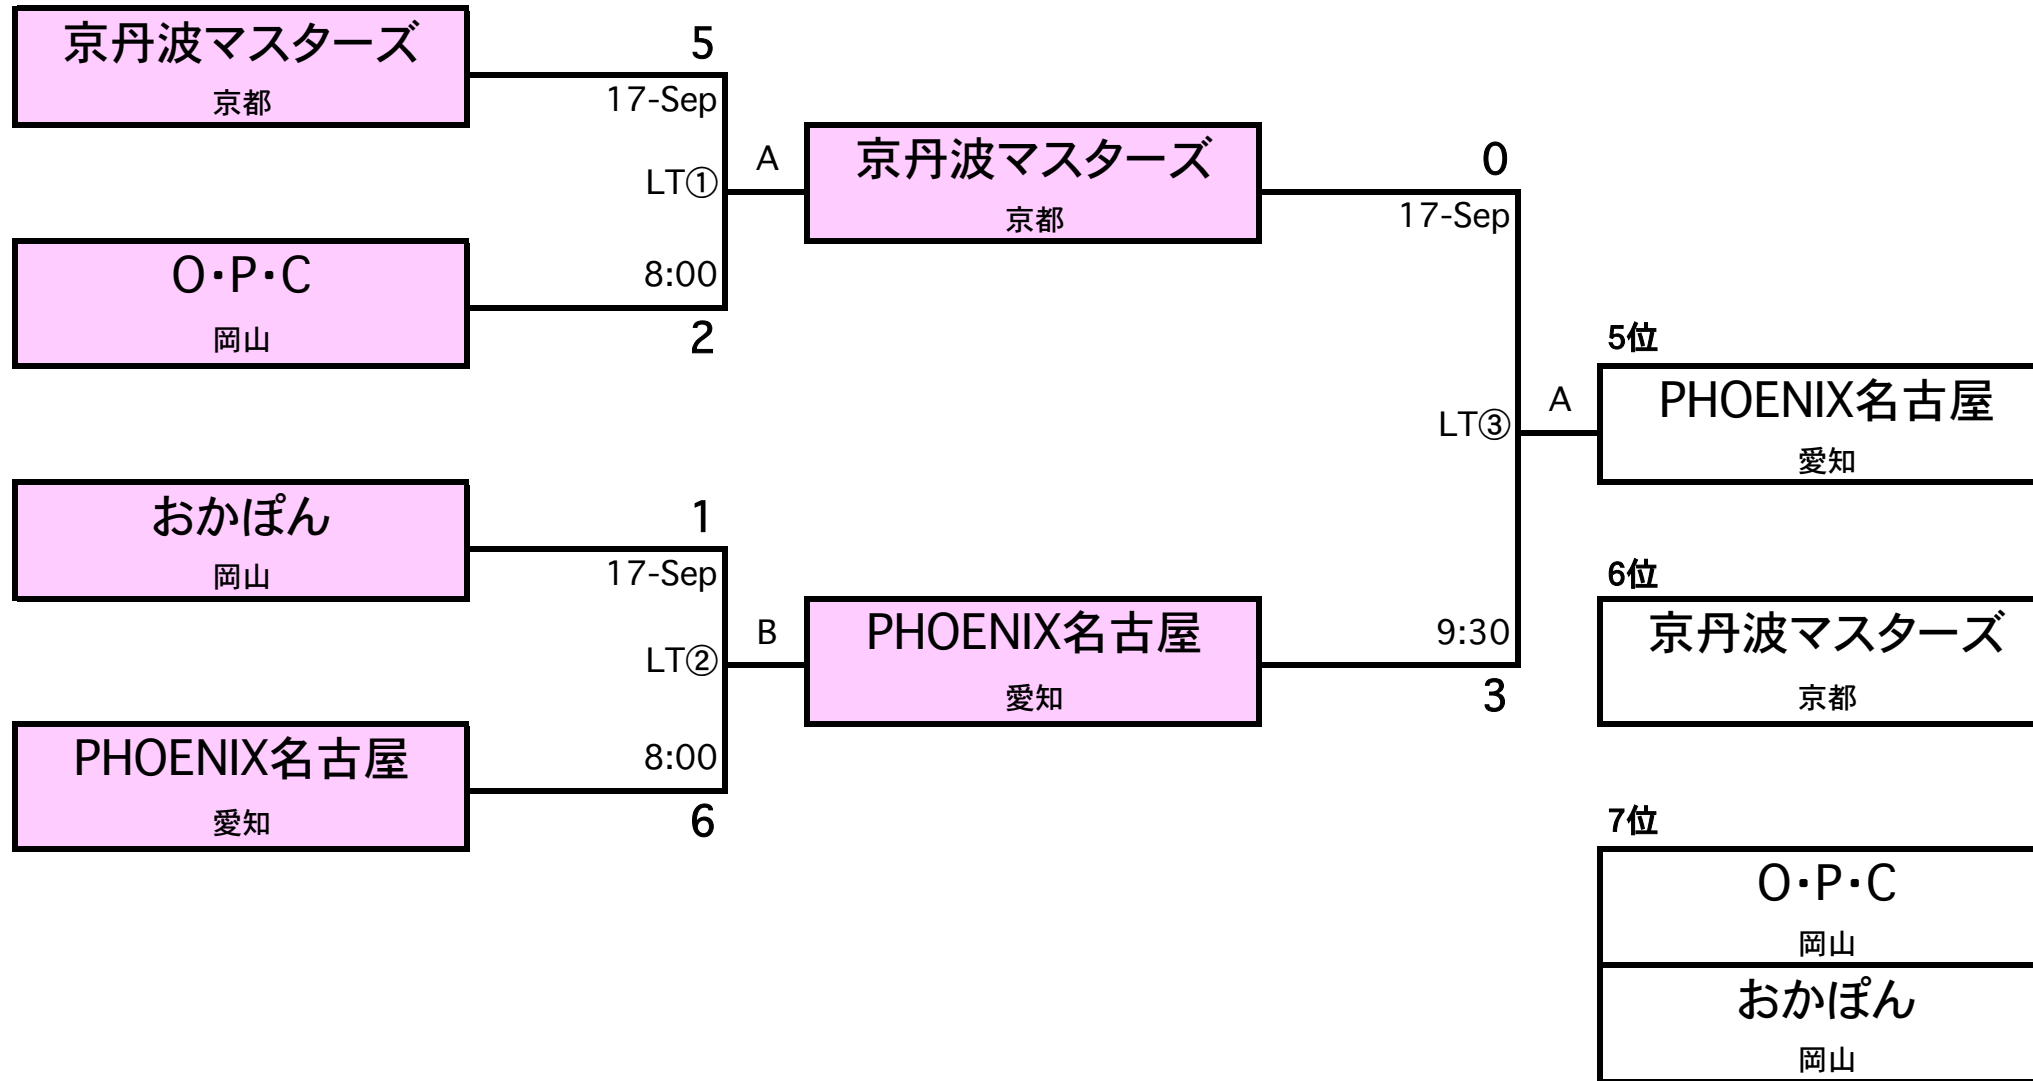 京丹波マスターズ
京都
5
17-Sep
LT①
A
8:00
O・P・C
岡山
2
京丹波マスターズ
京都
0
17-Sep
おかぽん
岡山
1
17-Sep
LT②
B
8:00
PHOENIX名古屋
愛知
6
PHOENIX名古屋
愛知
LT③
A
9:30
3
5位
PHOENIX名古屋
愛知
6位
京丹波マスターズ
京都
7位
O・P・C
岡山
おかぽん
岡山